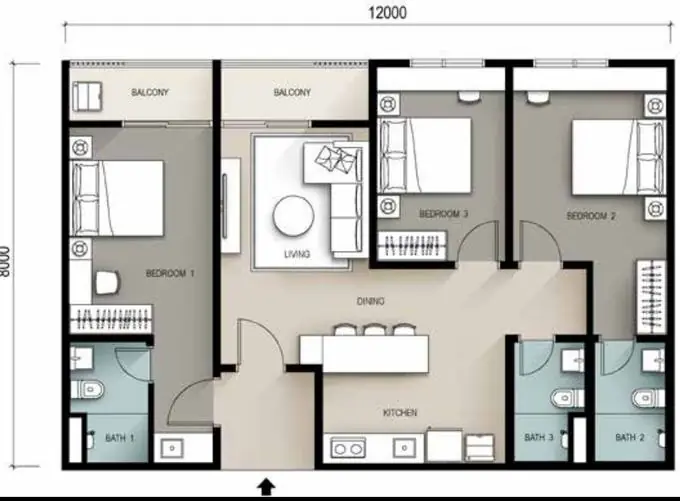 12000
8000
BALCONY
BALCONY
BEDROOM 3
BEDROOM 2
LIVING
BEDROOM 1
DINING
KITCHEN
BATH 1
BATH 3
BATH 2